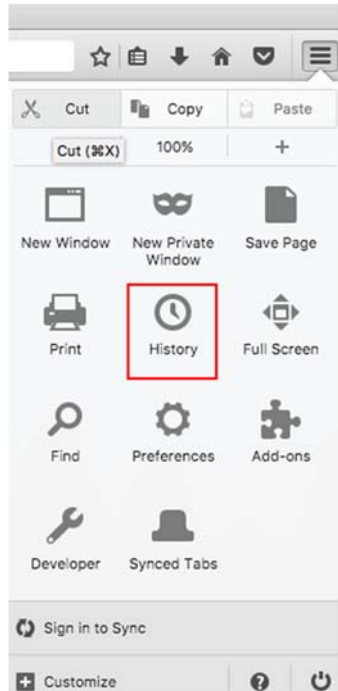 Cut Copy Paste
Cut (⌘X) 100% +
New Window New Private Window Save Page
Print History Full Screen
Find Preferences Add-ons
Developer Synced Tabs
Sign in to Sync
Customize